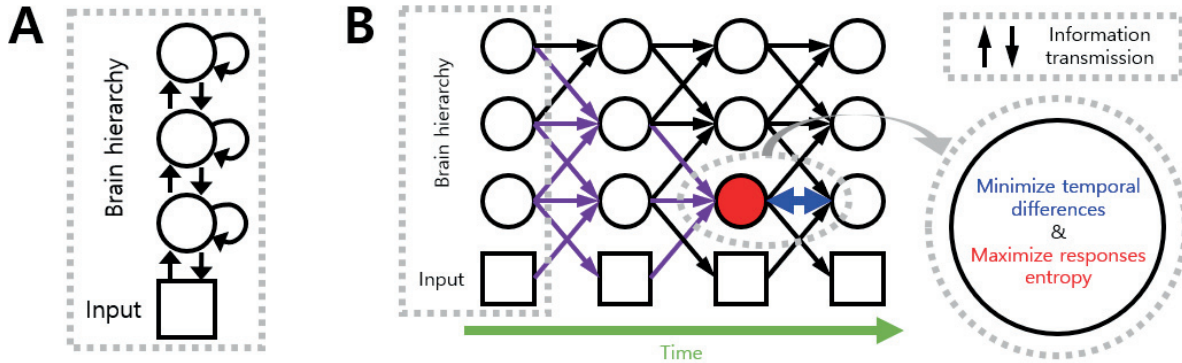 A
Brain hierarchy
Input
B
Brain hierarchy
Input
Time
Information
transmission
Minimize temporal
differences
&
Maximize responses
entropy